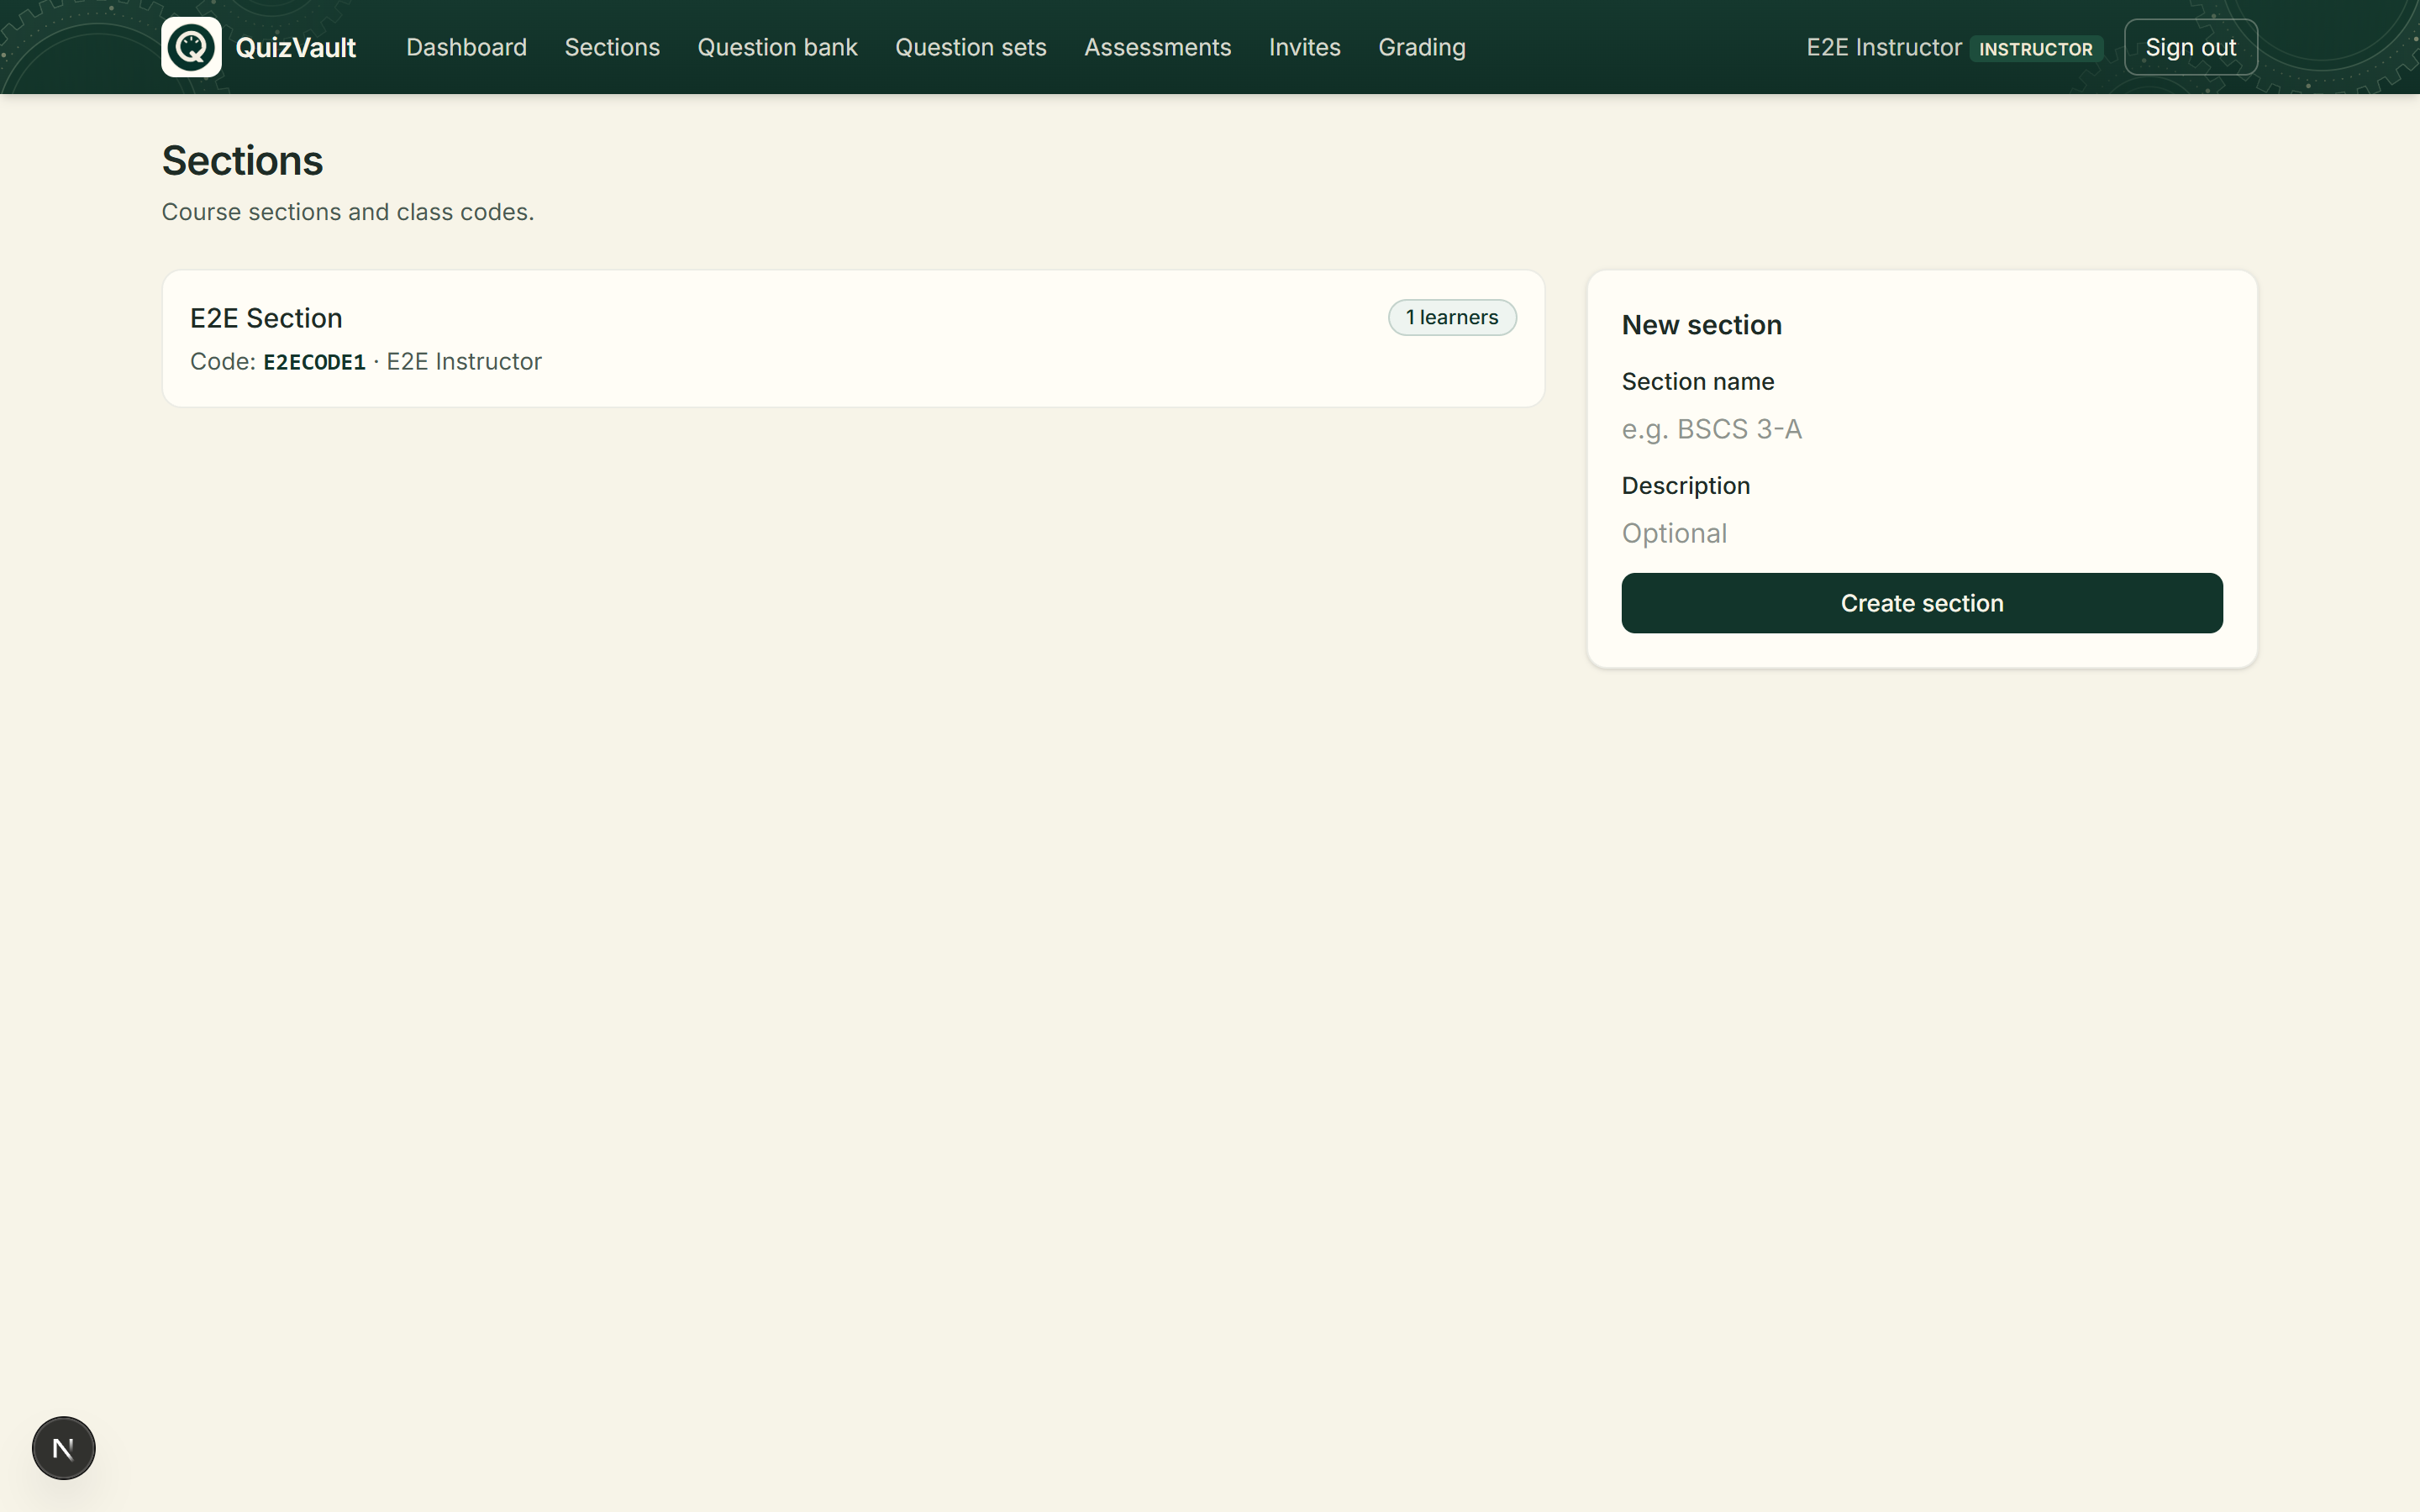 QuizVault
Dashboard
Sections
Question bank
Question sets
Assessments
Invites
Grading
E2E Instructor INSTRUCTOR
Sign out
Sections
Course sections and class codes.
E2E Section
1 learners
Code: E2ECODE1 · E2E Instructor
New section
Section name
e.g. BSCS 3-A
Description
Optional
Create section
N